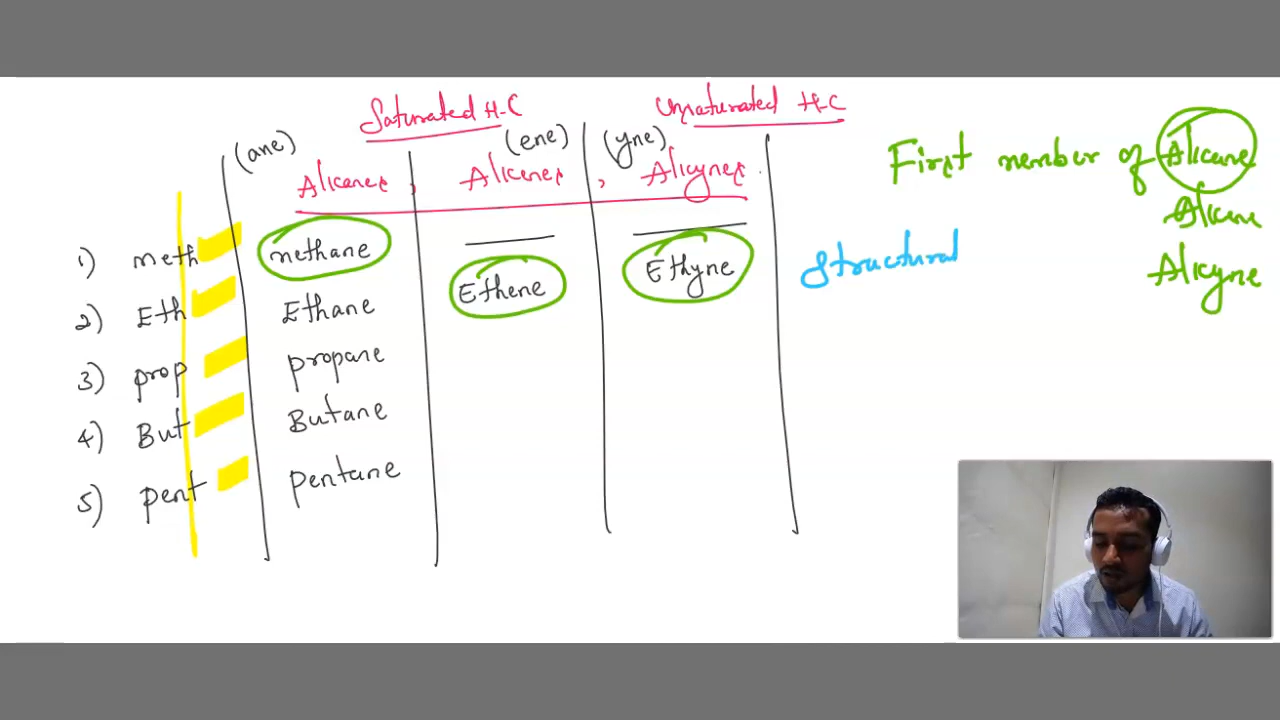 Saturated H-C Unsaturated H-C
(ane) (ene) (yne)
Alkanes, Alkenes, Alkynes.
First member of Alkane
Alkene
Alkyne
1) meth methane Ethene Ethyne Structural
2) Eth Ethane
3) prop propane
4) But Butane
5) pent pentane